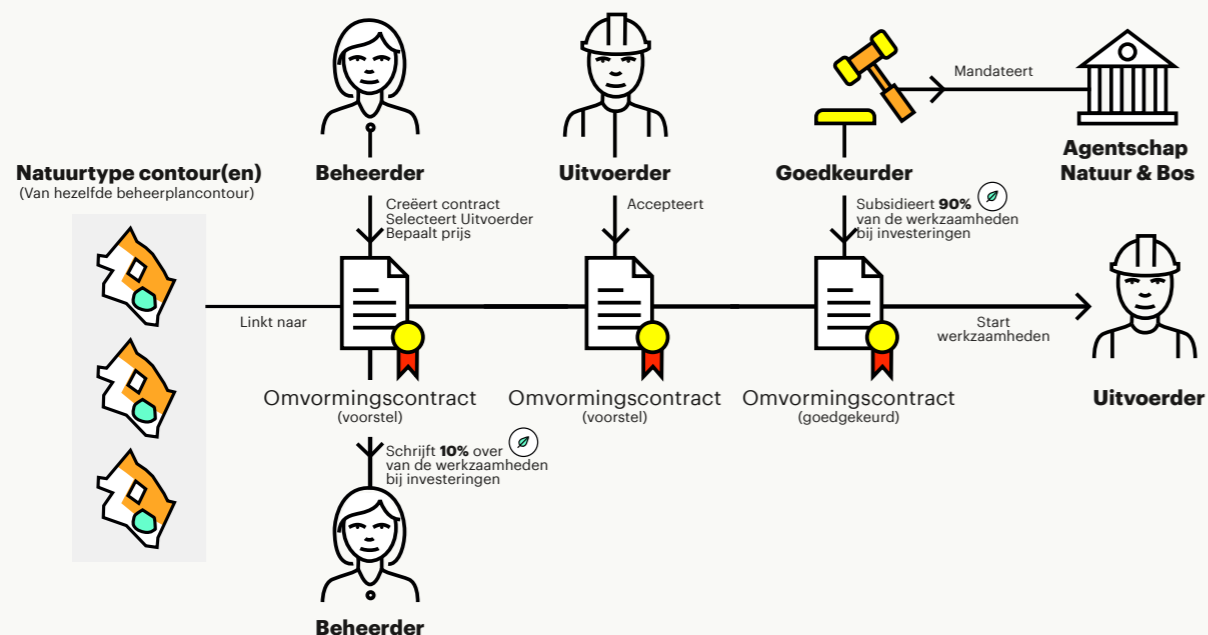 Mandateert
Agentschap
Natuur & Bos
Natuurtype contour(en)
(Van hezelfde beheerplancontour)
Beheerder
Uitvoerder
Goedkeurder
Creëert contract
Selecteert Uitvoerder
Bepaalt prijs
Accepteert
Subsidieert 90%
van de werkzaamheden
bij investeringen
Linkt naar
Start
werkzaamheden
Omvormingscontract
(voorstel)
Omvormingscontract
(voorstel)
Omvormingscontract
(goedgekeurd)
Uitvoerder
Schrijft 10% over
van de werkzaamheden
bij investeringen
Beheerder